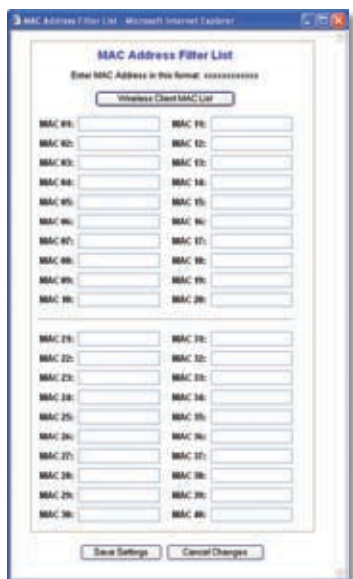 MAC Address Filter List - Microsoft Internet Explorer
MAC Address Filter List
Enter MAC Address in this format: xxxxxxxxxxxx
Wireless Client MAC List
MAC 01: MAC 11:
MAC 02: MAC 12:
MAC 03: MAC 13:
MAC 04: MAC 14:
MAC 05: MAC 15:
MAC 06: MAC 16:
MAC 07: MAC 17:
MAC 08: MAC 18:
MAC 09: MAC 19:
MAC 10: MAC 20:
MAC 21: MAC 31:
MAC 22: MAC 32:
MAC 23: MAC 33:
MAC 24: MAC 34:
MAC 25: MAC 35:
MAC 26: MAC 36:
MAC 27: MAC 37:
MAC 28: MAC 38:
MAC 29: MAC 39:
MAC 30: MAC 40:
Save Settings Cancel Changes